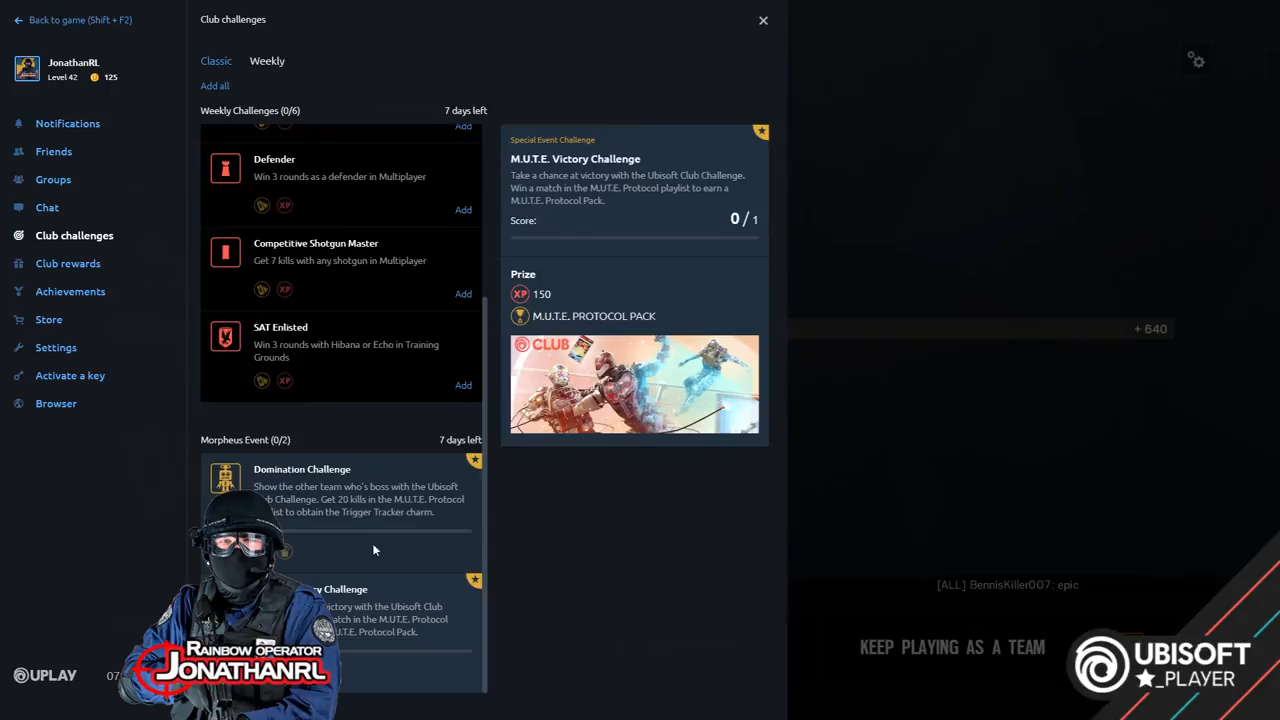 Back to game (Shift + F2)
JonathanRL
Level 42 125
Notifications
Friends
Groups
Chat
Club challenges
Club rewards
Achievements
Store
Settings
Activate a key
Browser
UPLAY
07
Club challenges
Classic Weekly
Add all
Weekly Challenges (0/6) 7 days left
Add
Defender
Win 3 rounds as a defender in Multiplayer
XP
Add
Competitive Shotgun Master
Get 7 kills with any shotgun in Multiplayer
XP
Add
SAT Enlisted
Win 3 rounds with Hibana or Echo in Training
Grounds
XP
Add
Morpheus Event (0/2) 7 days left
Domination Challenge
Show the other team who's boss with the Ubisoft
b Challenge. Get 20 kills in the M.U.T.E. Protocol
list to obtain the Trigger Tracker charm.
y Challenge
victory with the Ubisoft Club
atch in the M.U.T.E. Protocol
U.T.E. Protocol Pack.
RAINBOW OPERATOR
JONATHANRL
Special Event Challenge
M.U.T.E. Victory Challenge
Take a chance at victory with the Ubisoft Club Challenge.
Win a match in the M.UT.E. Protocol playlist to earn a
M.U.T.E. Protocol Pack.
Score: 0 / 1
Prize
XP 150
M.U.T.E. PROTOCOL PACK
CLUB
+ 640
[ALL] BennisKiller007: epic
KEEP PLAYING AS A TEAM
UBISOFT
_PLAYER